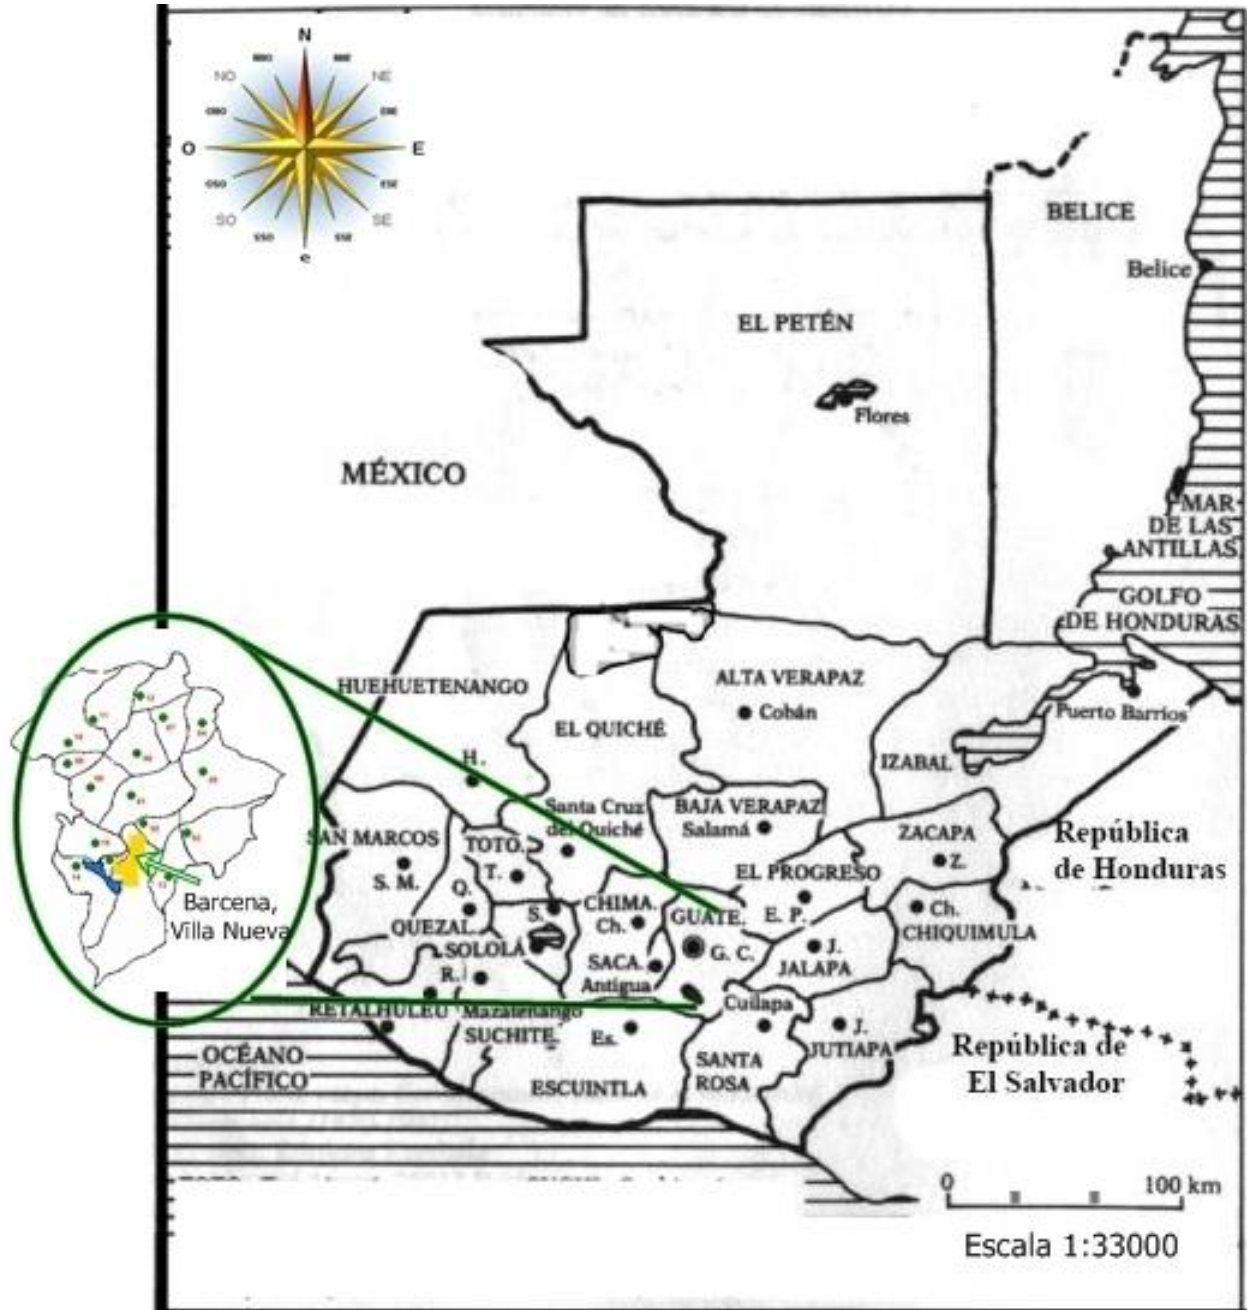 N
NO
NE
O
E
OSO
ESE
SO
SE
SSO
SSE
BELICE
Belice
EL PETÉN
Flores
MÉXICO
MAR
DE LAS
ANTILLAS
GOLFO
DE HONDURAS
HUEHUETENANGO
ALTA VERAPAZ
Cobán
Puerto Barrios
EL QUICHÉ
IZABAL
H.
Santa Cruz
del Quiché
BAJA VERAPAZ
Salamá
SAN MARCOS
S. M.
TOTO.
T.
ZACAPA
Z.
República
de Honduras
EL PROGRESO
E. P.
Q.
QUEZAL.
S.
SOLOLÁ
CHIMA.
Ch.
GUATE.
G. C.
Ch.
CHIQUIMULA
J.
JALAPA
Barcena,
Villa Nueva
R.
SACA.
Antigua
RETALHULEU
Mazatenango
SUCHITE.
Es.
Cuilapa
J.
JUTIAPA
República de
El Salvador
OCÉANO
PACÍFICO
ESCUINTLA
SANTA
ROSA
0
100 km
Escala 1:33000